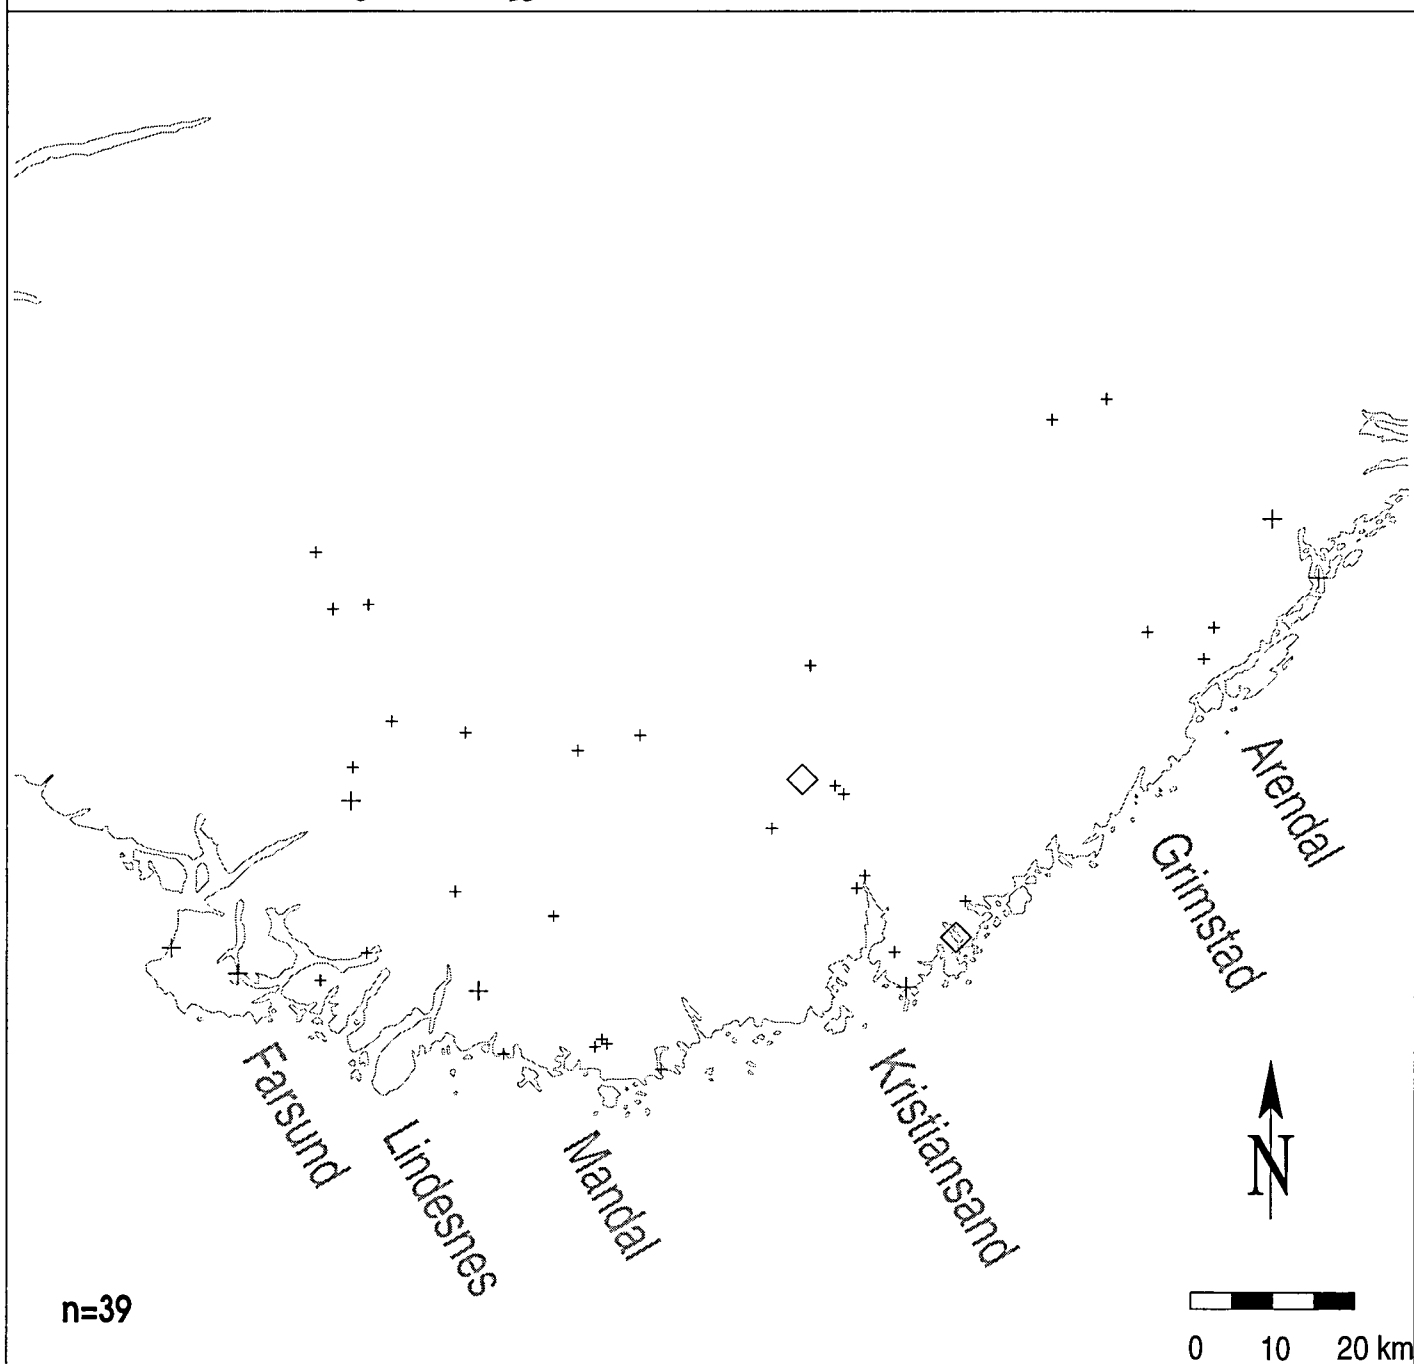 Arendal
Grimstad
Kristiansand
Farsund
Lindesnes
Mandal
N
n=39
0 10 20 km